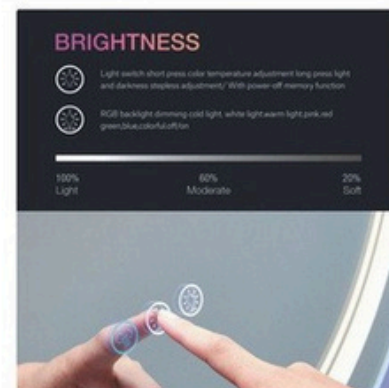 BRIGHTNESS
Light switch short press color temperature adjustment long press light
and darkness stepless adjustment/ With power-off memory function
RGB backlight dimming cold light, white light,warm light,pink,red
green,blue,colorful,off/on
100% 60% 20%
Light Moderate Soft